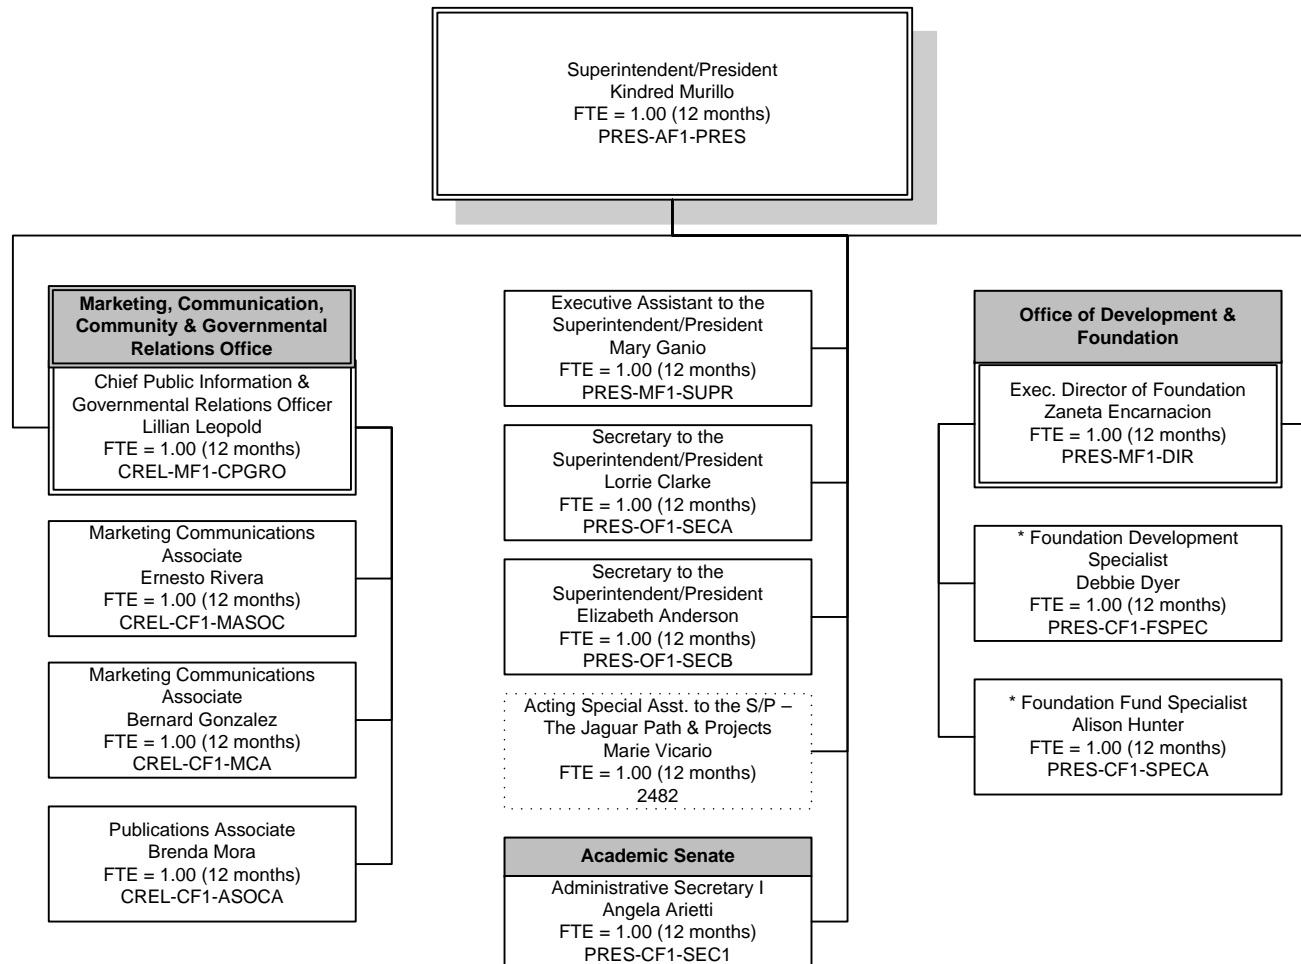 Superintendent/President
Kindred Murillo
FTE = 1.00 (12 months)
PRES-AF1-PRES
Marketing, Communication,
Community & Governmental
Relations Office
Chief Public Information &
Governmental Relations Officer
Lillian Leopold
FTE = 1.00 (12 months)
CREL-MF1-CPGRO
Marketing Communications
Associate
Ernesto Rivera
FTE = 1.00 (12 months)
CREL-CF1-MASOC
Marketing Communications
Associate
Bernard Gonzalez
FTE = 1.00 (12 months)
CREL-CF1-MCA
Publications Associate
Brenda Mora
FTE = 1.00 (12 months)
CREL-CF1-ASOCA
Executive Assistant to the
Superintendent/President
Mary Ganio
FTE = 1.00 (12 months)
PRES-MF1-SUPR
Secretary to the
Superintendent/President
Lorrie Clarke
FTE = 1.00 (12 months)
PRES-OF1-SECA
Secretary to the
Superintendent/President
Elizabeth Anderson
FTE = 1.00 (12 months)
PRES-OF1-SECB
Acting Special Asst. to the S/P –
The Jaguar Path & Projects
Marie Vicario
FTE = 1.00 (12 months)
2482
Academic Senate
Administrative Secretary I
Angela Arietti
FTE = 1.00 (12 months)
PRES-CF1-SEC1
Office of Development &
Foundation
Exec. Director of Foundation
Zaneta Encarnacion
FTE = 1.00 (12 months)
PRES-MF1-DIR
* Foundation Development
Specialist
Debbie Dyer
FTE = 1.00 (12 months)
PRES-CF1-FSPEC
* Foundation Fund Specialist
Alison Hunter
FTE = 1.00 (12 months)
PRES-CF1-SPECA